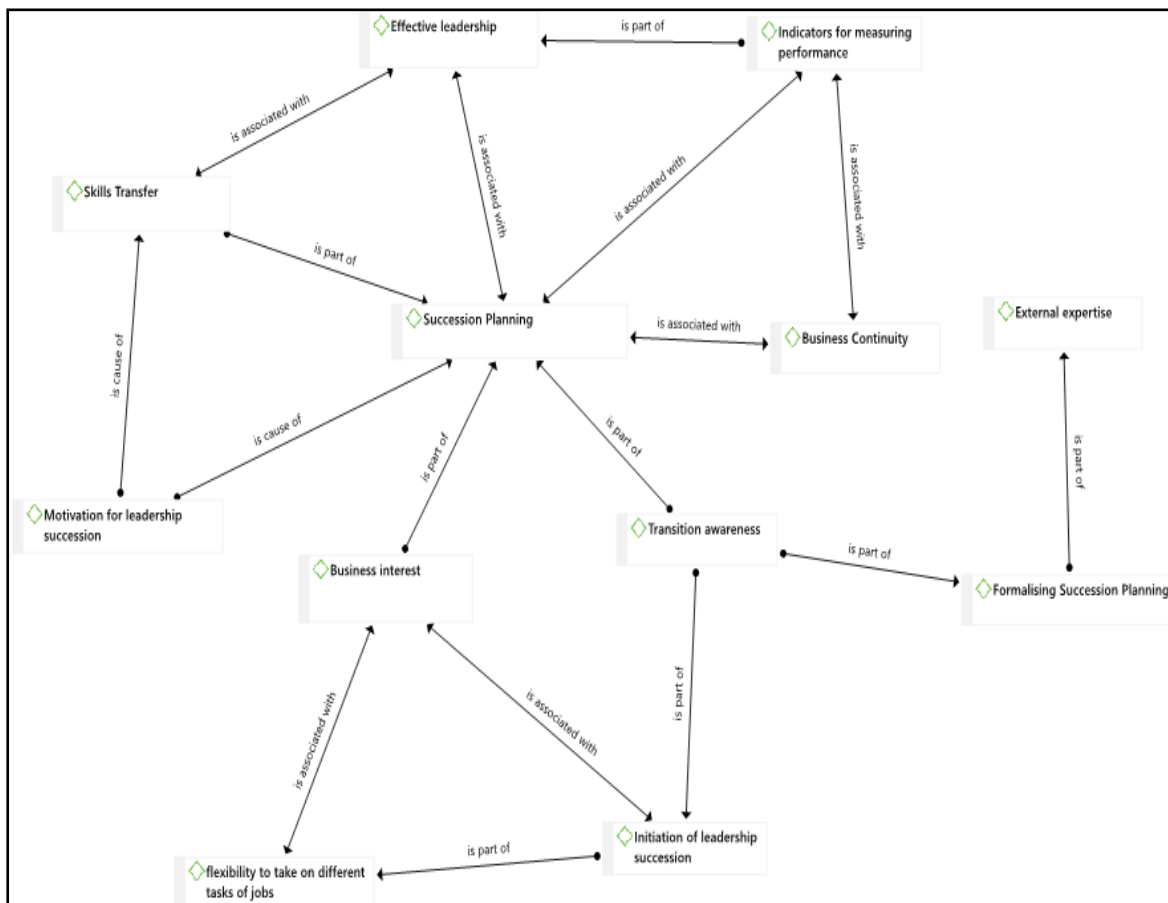 Effective leadership
is part of
Indicators for measuring
performance
is associated with
is associated with
is associated with
is associated with
Skills Transfer
is part of
Succession Planning
is associated with
Business Continuity
External expertise
is cause of
is cause of
is part of
is part of
is part of
Motivation for leadership
succession
Transition awareness
is part of
Business interest
Formalising Succession Planning
is part of
is associated with
is associated with
Initiation of leadership
succession
is part of
flexibility to take on different
tasks of jobs